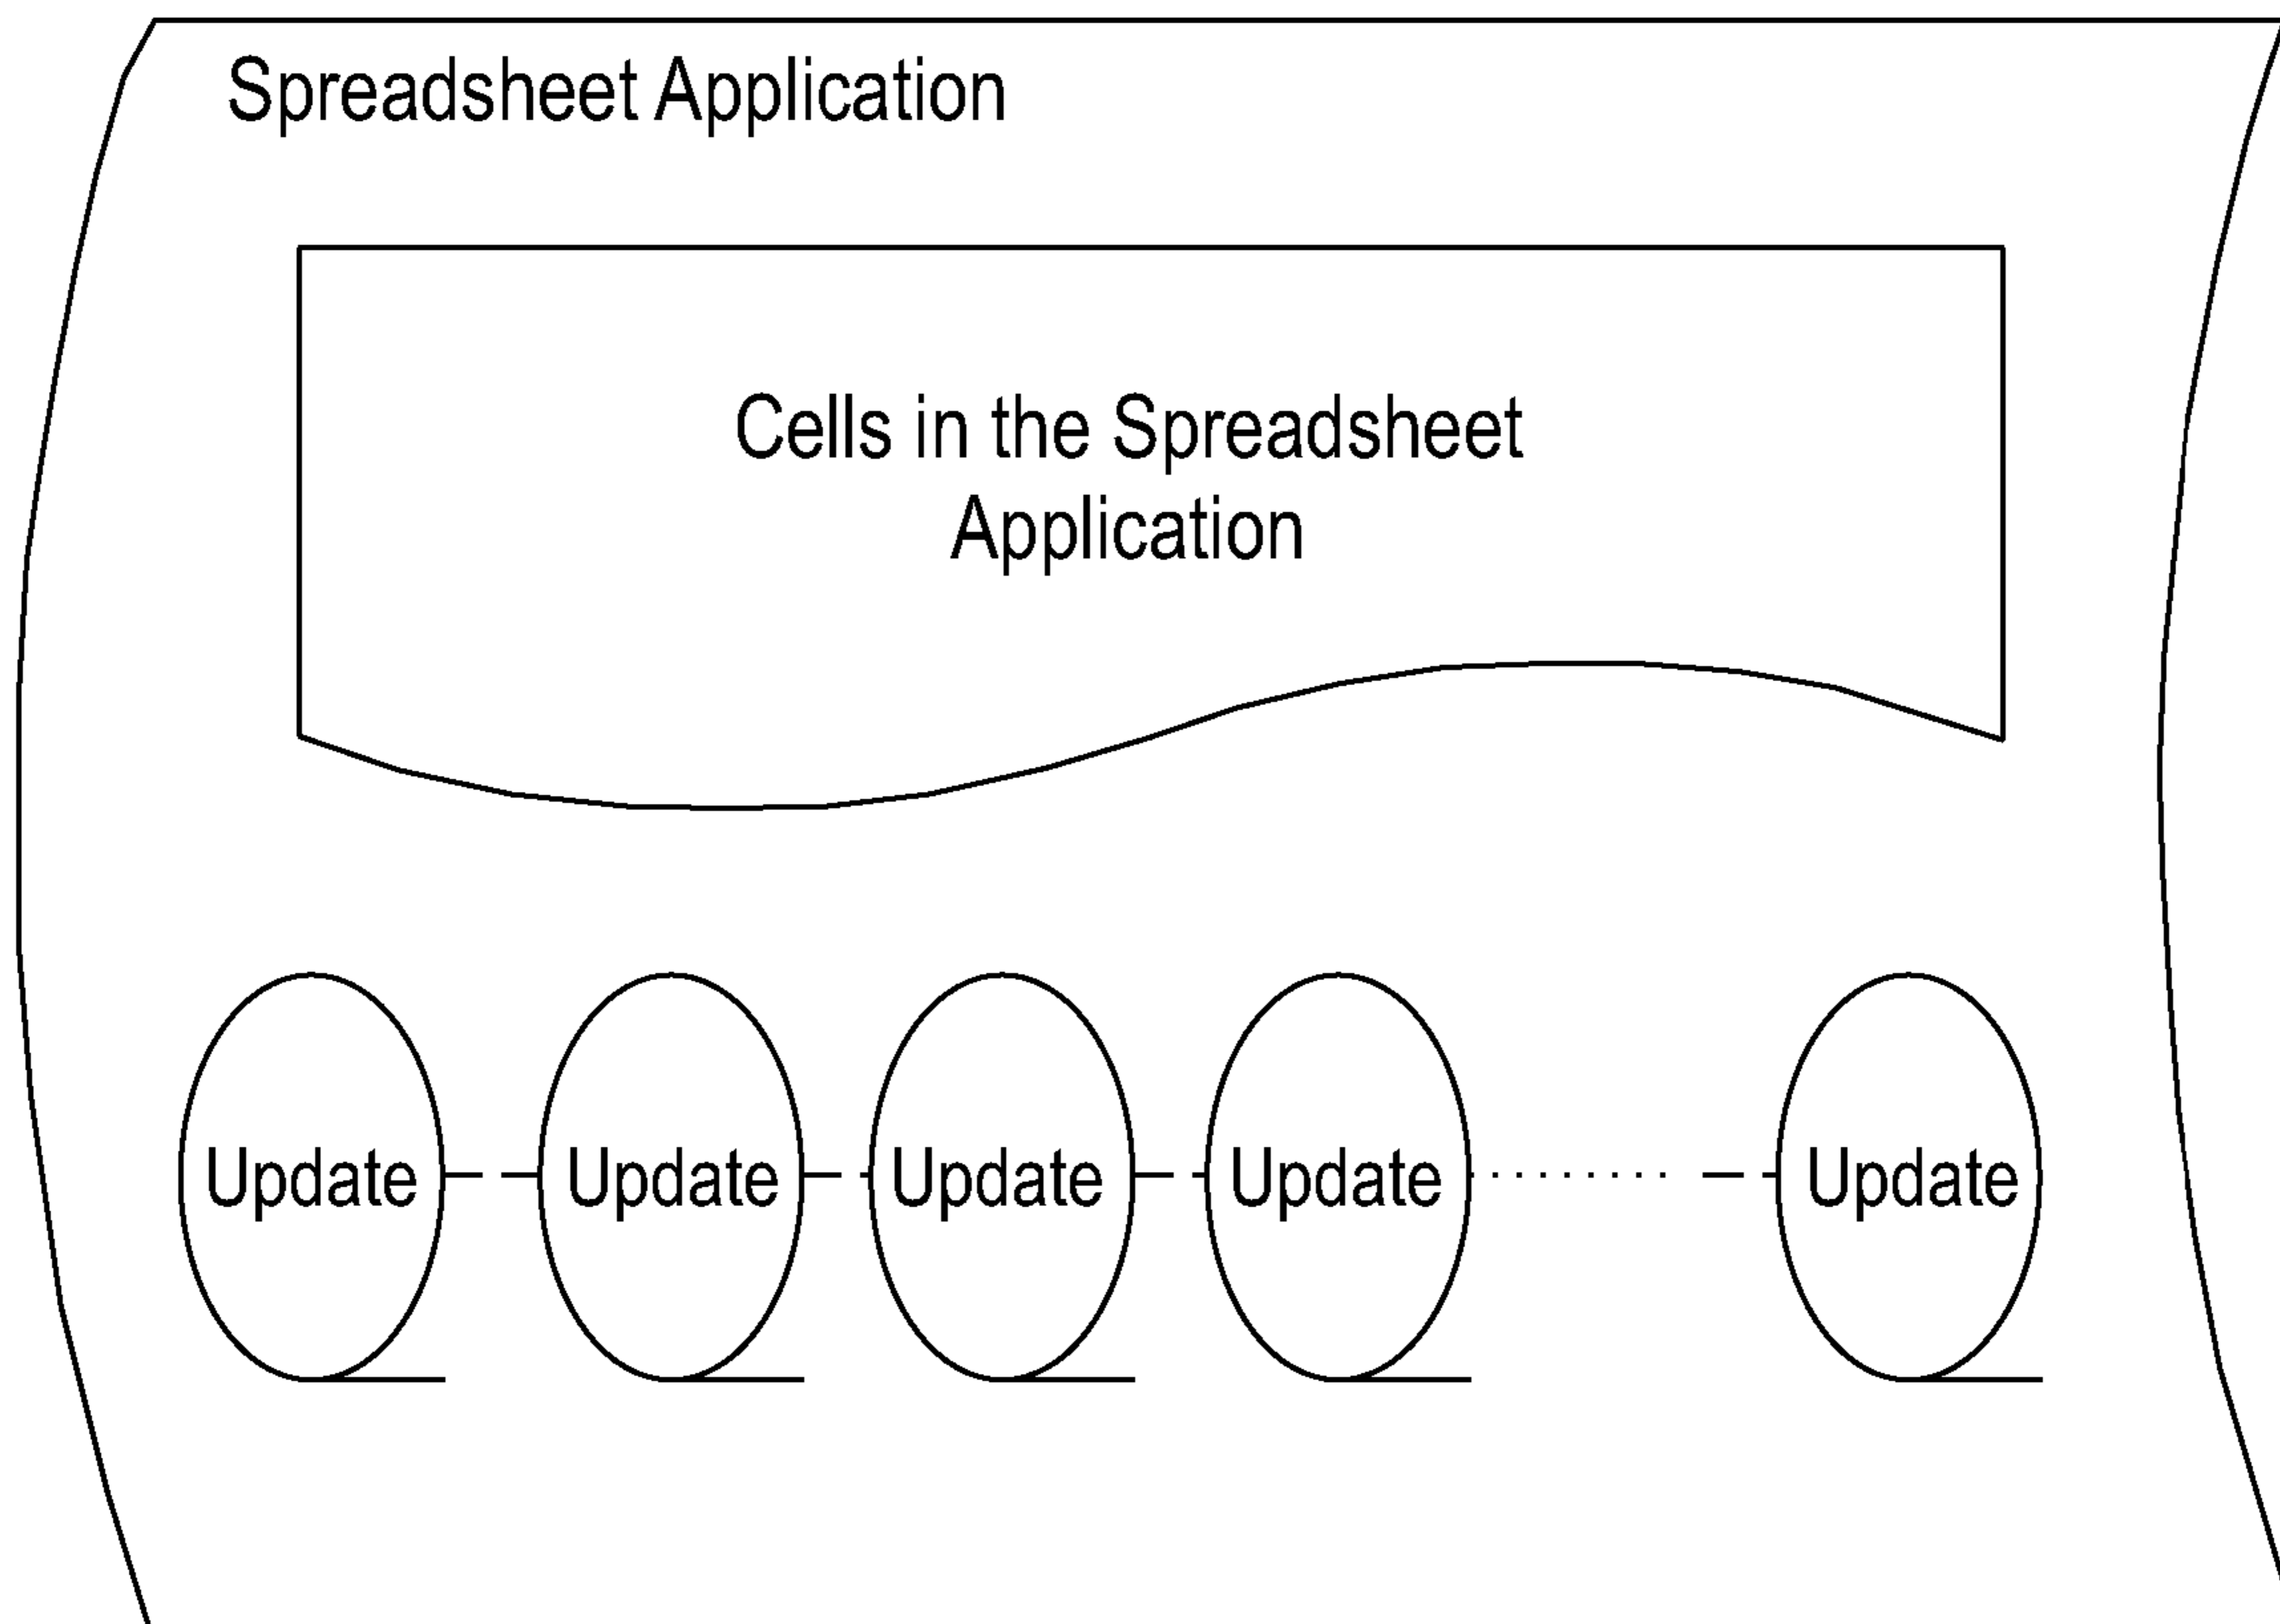 Spreadsheet Application
Cells in the Spreadsheet
Application
Update Update Update Update Update